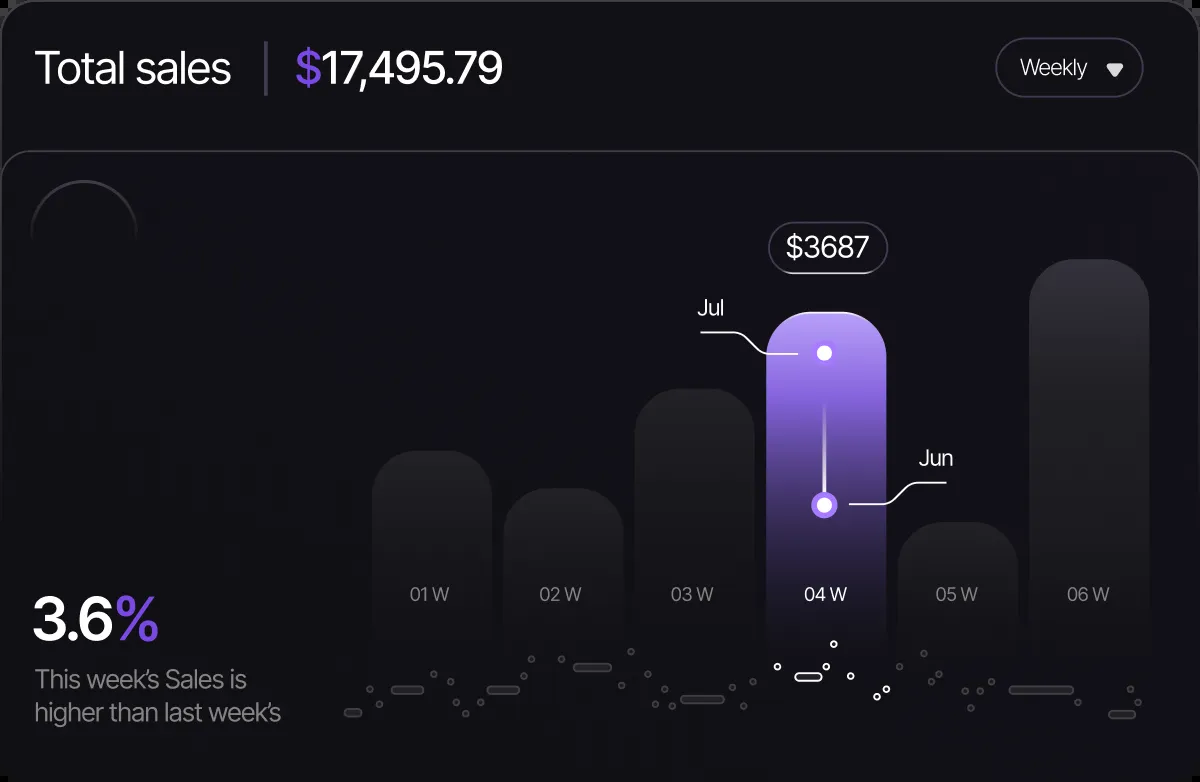 Total sales
$17,495.79
Weekly
$3687
Jul
Jun
01 W
02 W
03 W
04 W
05 W
06 W
3.6%
This week's Sales is
higher than last week's